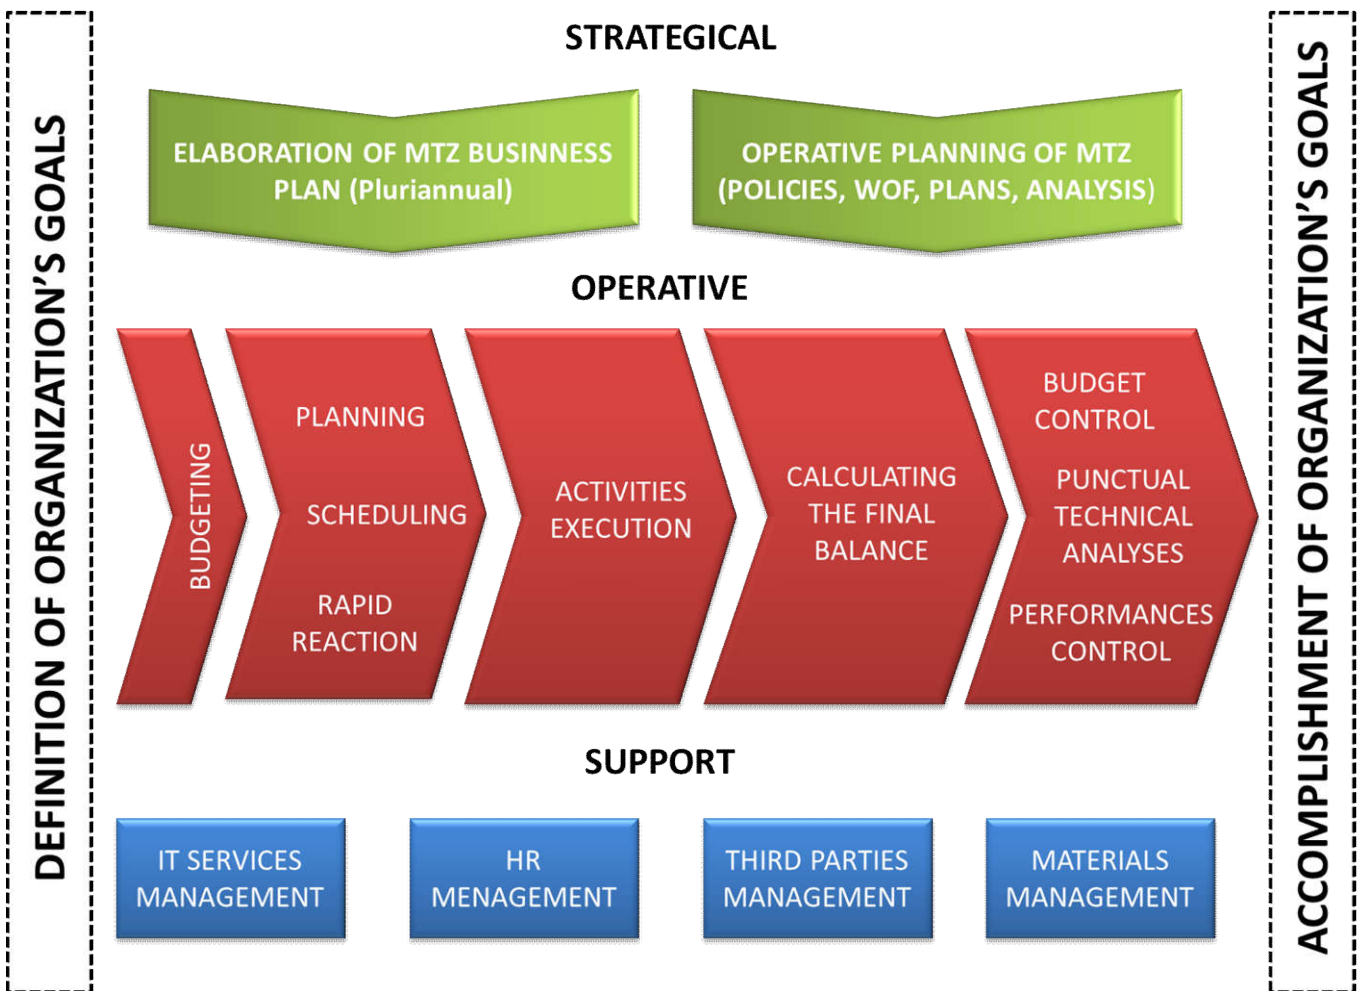 DEFINITION OF ORGANIZATION'S GOALS
STRATEGICAL
ELABORATION OF MTZ BUSINNESS
PLAN (Pluriannual)
OPERATIVE PLANNING OF MTZ
(POLICIES, WOF, PLANS, ANALYSIS)
OPERATIVE
BUDGETING
PLANNING
SCHEDULING
RAPID
REACTION
ACTIVITIES
EXECUTION
CALCULATING
THE FINAL
BALANCE
BUDGET
CONTROL
PUNCTUAL
TECHNICAL
ANALYSES
PERFORMANCES
CONTROL
SUPPORT
IT SERVICES
MANAGEMENT
HR
MENAGEMENT
THIRD PARTIES
MANAGEMENT
MATERIALS
MANAGEMENT
ACCOMPLISHMENT OF ORGANIZATION'S GOALS